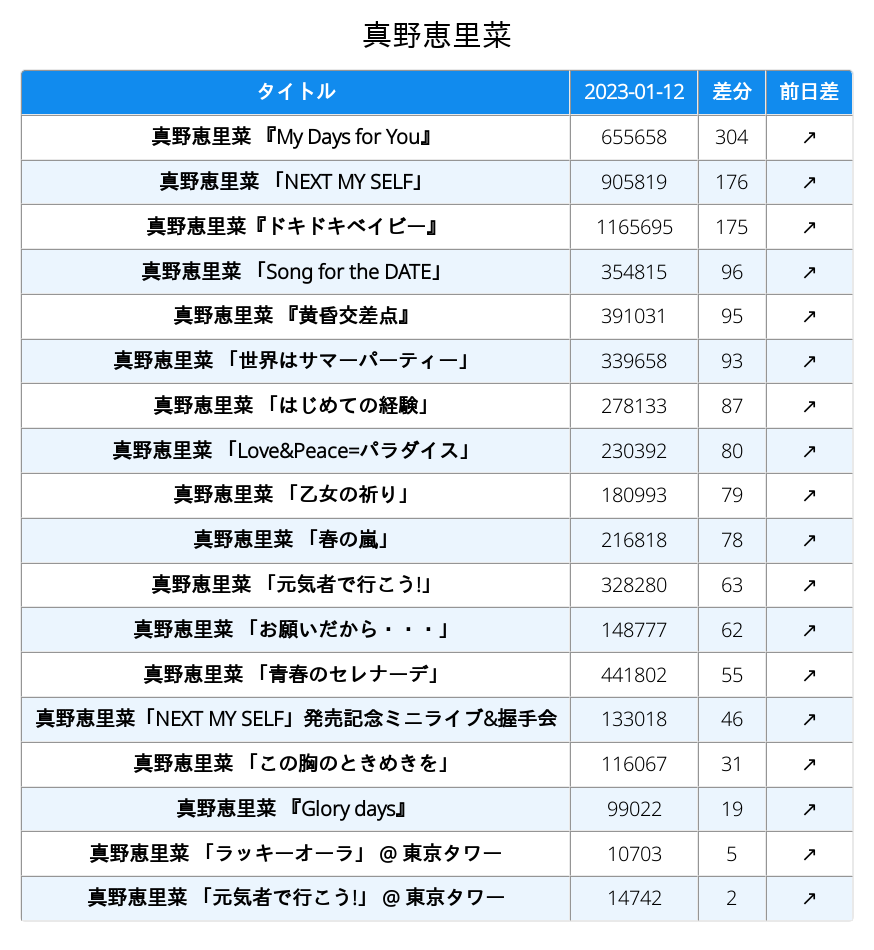 真野恵里菜
タイトル 2023-01-12 差分 前日差
真野恵里菜 『My Days for You』 655658 304 ↗
真野恵里菜 「NEXT MY SELF」 905819 176 ↗
真野恵里菜『ドキドキベイビー』 1165695 175 ↗
真野恵里菜 「Song for the DATE」 354815 96 ↗
真野恵里菜 『黄昏交差点』 391031 95 ↗
真野恵里菜 「世界はサマーパーティー」 339658 93 ↗
真野恵里菜 「はじめての経験」 278133 87 ↗
真野恵里菜 「Love&Peace=パラダイス」 230392 80 ↗
真野恵里菜 「乙女の祈り」 180993 79 ↗
真野恵里菜 「春の嵐」 216818 78 ↗
真野恵里菜 「元気者で行こう!」 328280 63 ↗
真野恵里菜 「お願いだから・・・」 148777 62 ↗
真野恵里菜 「青春のセレナーデ」 441802 55 ↗
真野恵里菜「NEXT MY SELF」発売記念ミニライブ&握手会 133018 46 ↗
真野恵里菜 「この胸のときめきを」 116067 31 ↗
真野恵里菜 『Glory days』 99022 19 ↗
真野恵里菜 「ラッキーオーラ」 @ 東京タワー 10703 5 ↗
真野恵里菜 「元気者で行こう!」 @ 東京タワー 14742 2 ↗